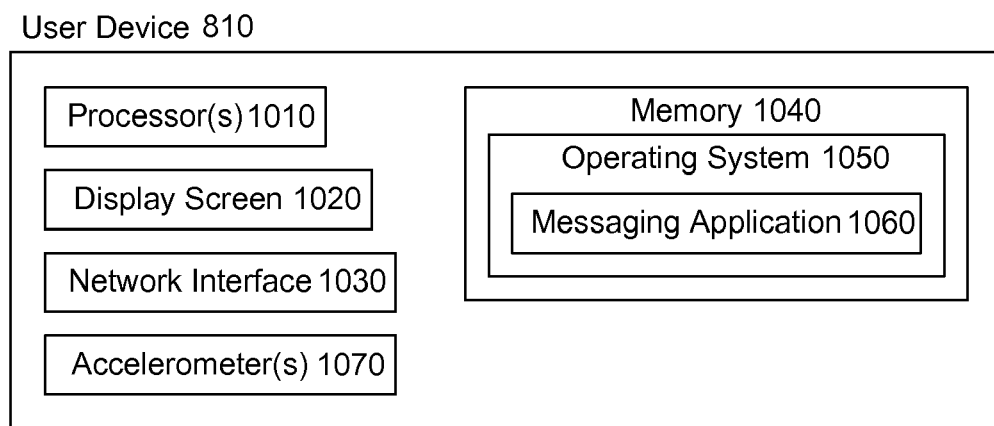 User Device 810
Processor(s) 1010
Display Screen 1020
Network Interface 1030
Accelerometer(s) 1070
Memory 1040
Operating System 1050
Messaging Application 1060